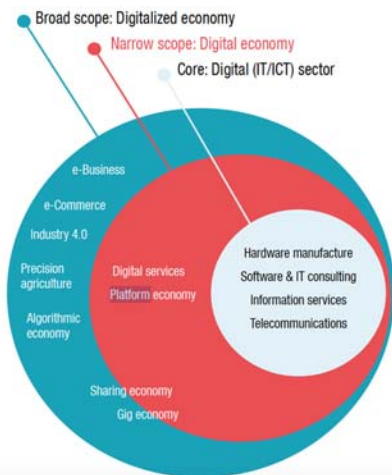 Broad scope: Digitalized economy
Narrow scope: Digital economy
Core: Digital (IT/ICT) sector
e-Business
e-Commerce
Industry 4.0
Precision
agriculture
Algorithmic
economy
Digital services
Platform economy
Sharing economy
Gig economy
Hardware manufacture
Software & IT consulting
Information services
Telecommunications